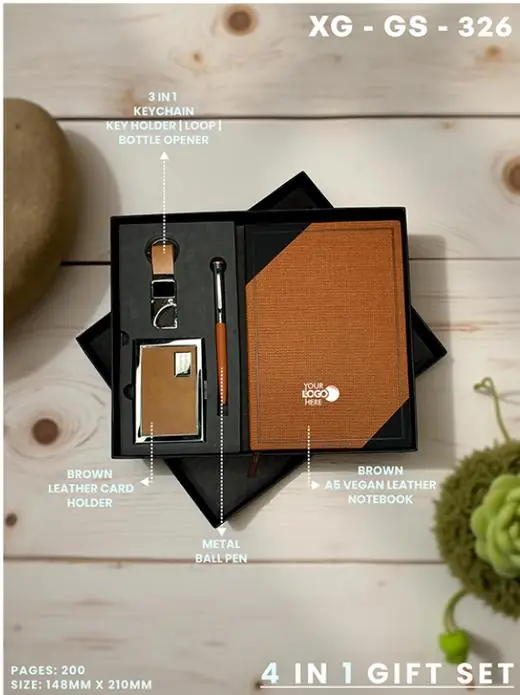 XG - GS - 326
3 IN 1
KEYCHAIN
KEY HOLDER | LOOP |
BOTTLE OPENER
YOUR
LOGO
HERE
BROWN
LEATHER CARD
HOLDER
BROWN
A5 VEGAN LEATHER
NOTEBOOK
METAL
BALL PEN
PAGES: 200
SIZE: 148MM X 210MM
4 IN 1 GIFT SET